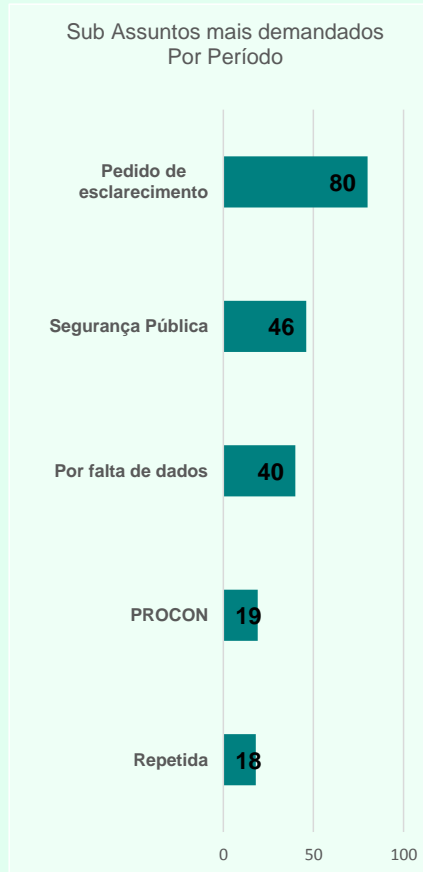 Sub Assuntos mais demandados
Por Período
Pedido de
esclarecimento
80
Segurança Pública
46
Por falta de dados
40
PROCON
19
Repetida
18
0 50 100